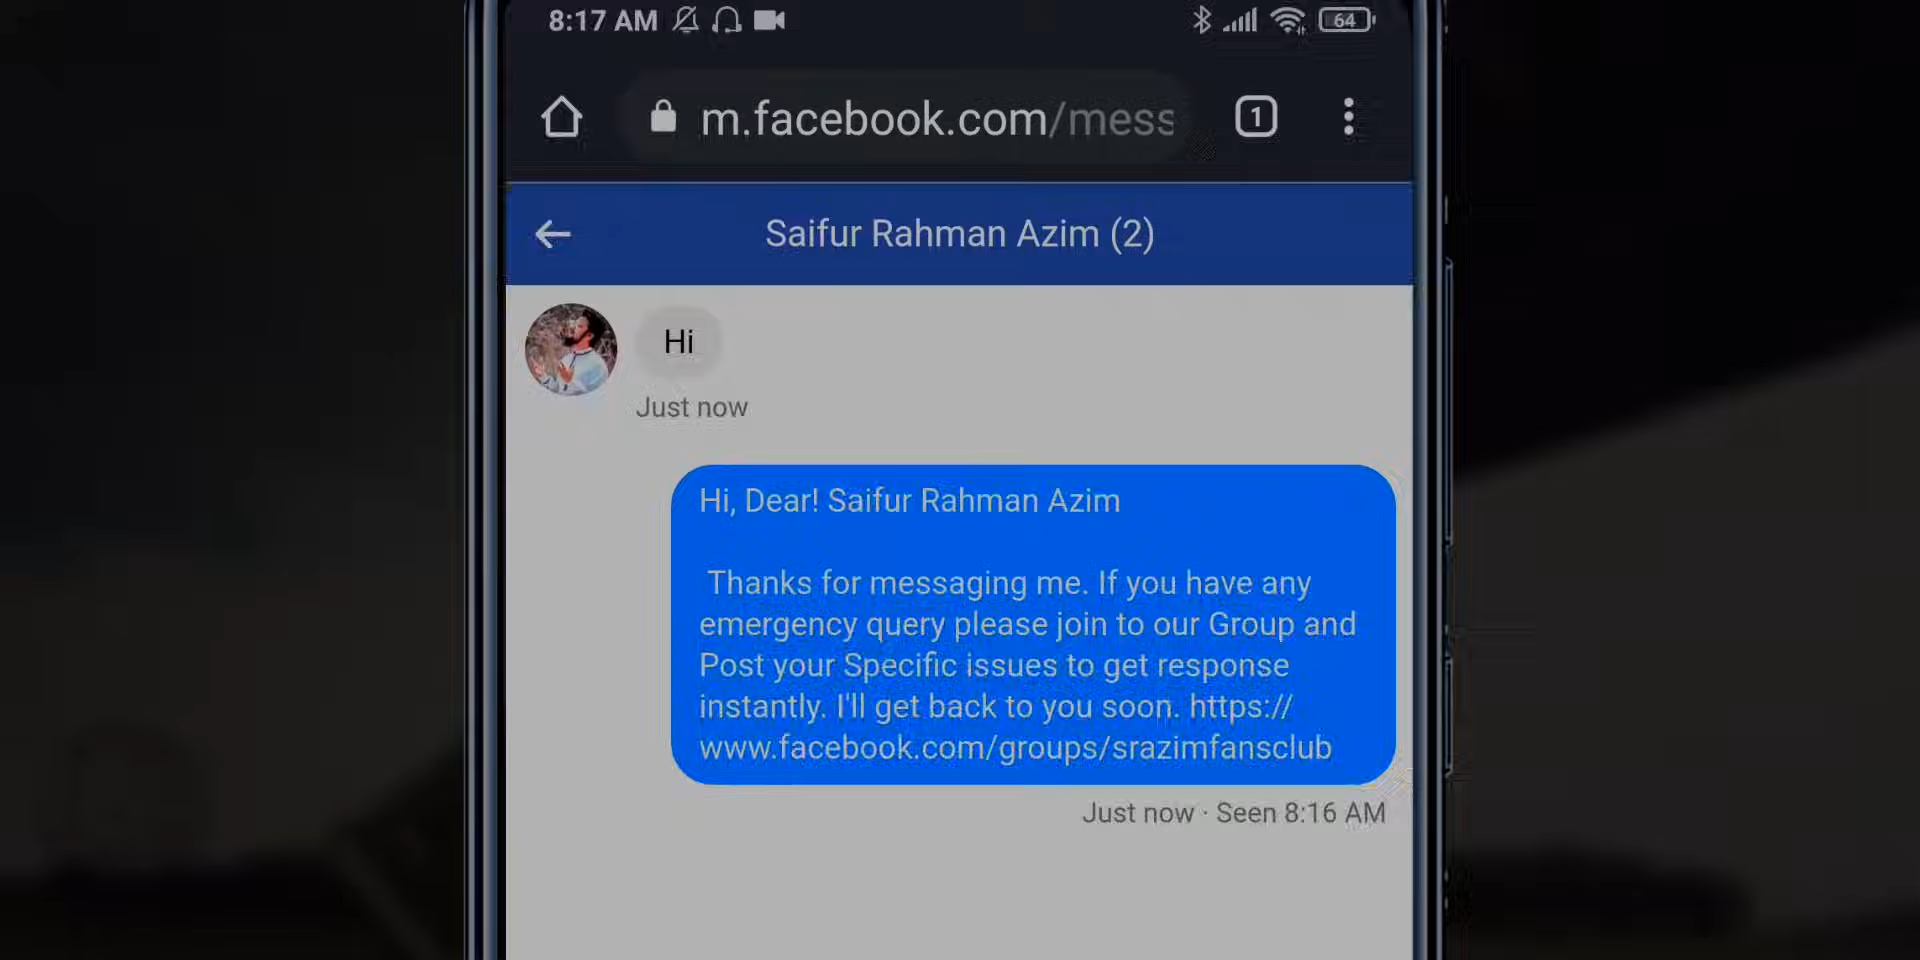 8:17 AM
64
m.facebook.com/mess
1
Saifur Rahman Azim (2)
Hi
Just now
Hi, Dear! Saifur Rahman Azim
Thanks for messaging me. If you have any
emergency query please join to our Group and
Post your Specific issues to get response
instantly. I'll get back to you soon. https://
www.facebook.com/groups/srazimfansclub
Just now · Seen 8:16 AM